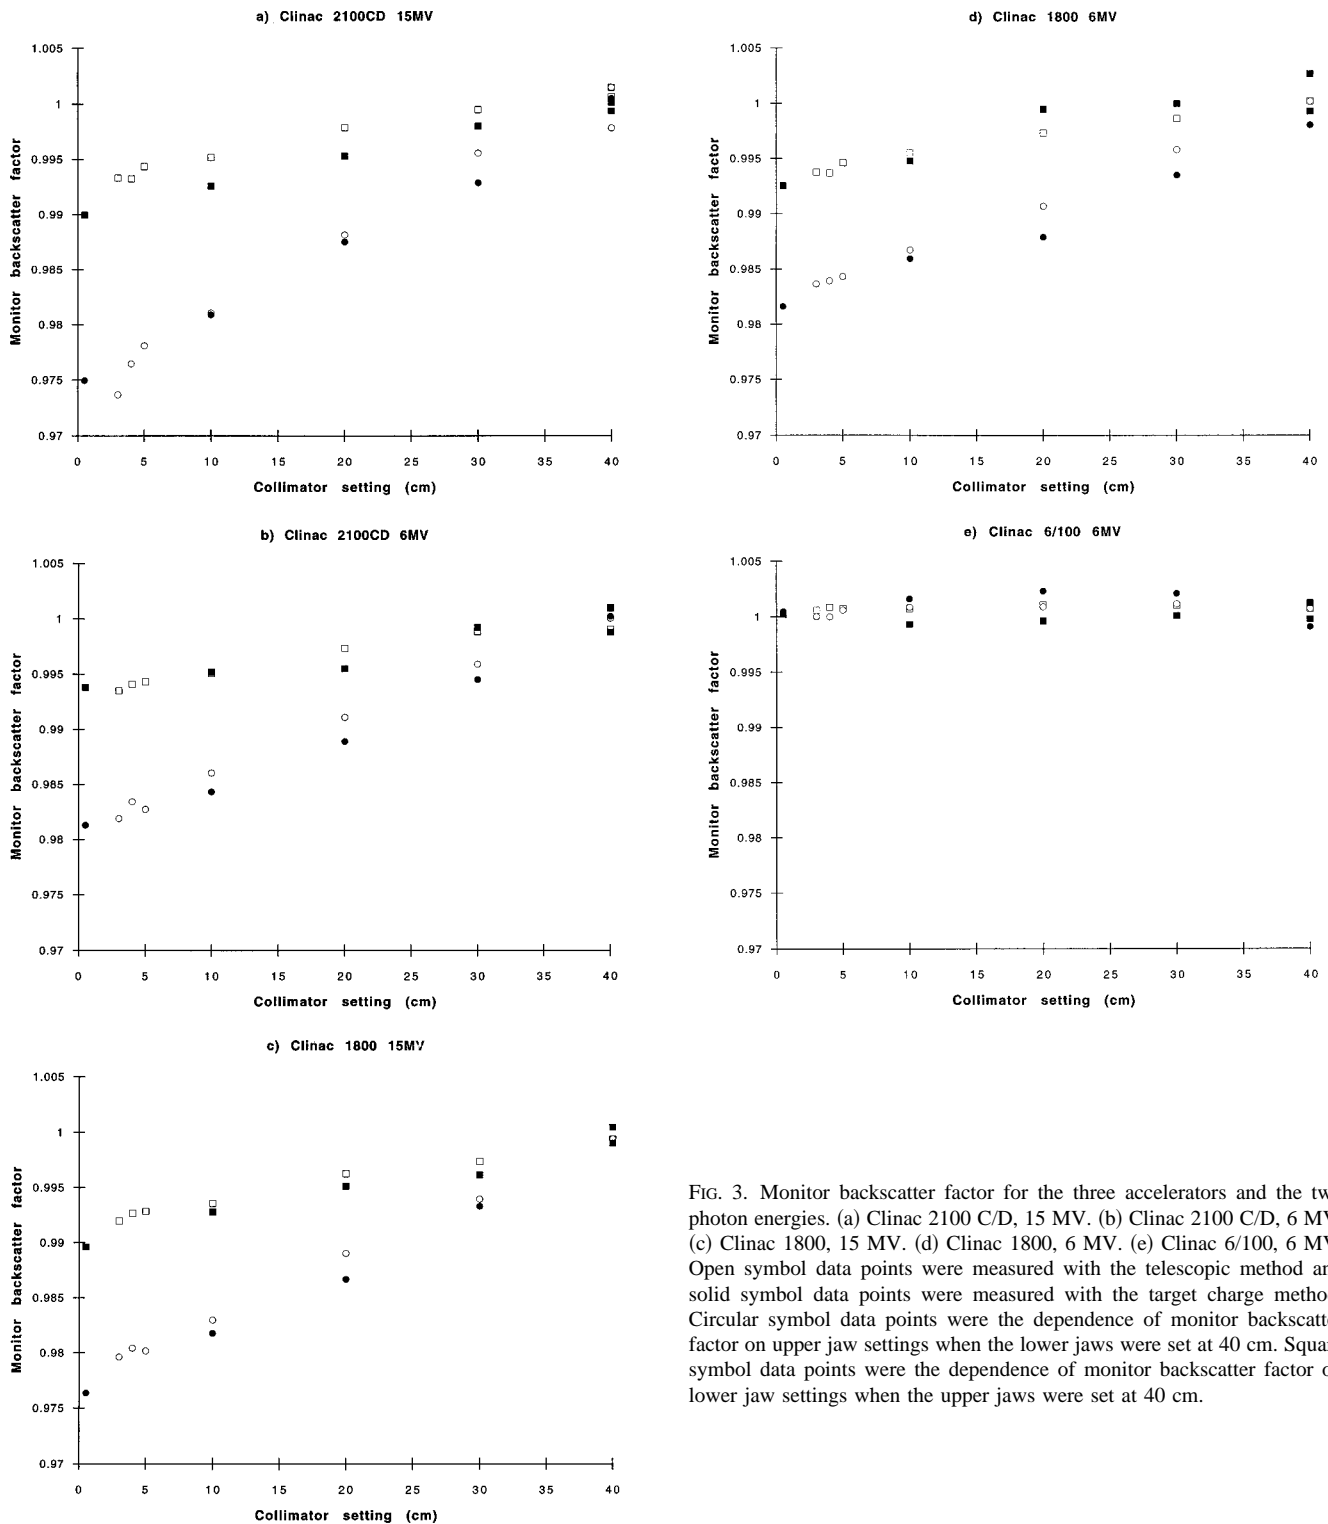 a) Clinac 2100CD 15MV
1.005
1
0.995
0.99
0.985
0.98
0.975
0.97
Monitor backscatter factor
0 5 10 15 20 25 30 35 40
Collimator setting (cm)
b) Clinac 2100CD 6MV
1.005
1
0.995
0.99
0.985
0.98
0.975
0.97
Monitor backscatter factor
0 5 10 15 20 25 30 35 40
Collimator setting (cm)
c) Clinac 1800 15MV
1.005
1
0.995
0.99
0.985
0.98
0.975
0.97
Monitor backscatter factor
0 5 10 15 20 25 30 35 40
Collimator setting (cm)
d) Clinac 1800 6MV
1.005
1
0.995
0.99
0.985
0.98
0.975
0.97
Monitor backscatter factor
0 5 10 15 20 25 30 35 40
Collimator setting (cm)
e) Clinac 6/100 6MV
1.005
1
0.995
0.99
0.985
0.98
0.975
0.97
Monitor backscatter factor
0 5 10 15 20 25 30 35 40
Collimator setting (cm)
FIG. 3. Monitor backscatter factor for the three accelerators and the tw
photon energies. (a) Clinac 2100 C/D, 15 MV. (b) Clinac 2100 C/D, 6 MV
(c) Clinac 1800, 15 MV. (d) Clinac 1800, 6 MV. (e) Clinac 6/100, 6 MV
Open symbol data points were measured with the telescopic method an
solid symbol data points were measured with the target charge method
Circular symbol data points were the dependence of monitor backscatte
factor on upper jaw settings when the lower jaws were set at 40 cm. Squar
symbol data points were the dependence of monitor backscatter factor o
lower jaw settings when the upper jaws were set at 40 cm.